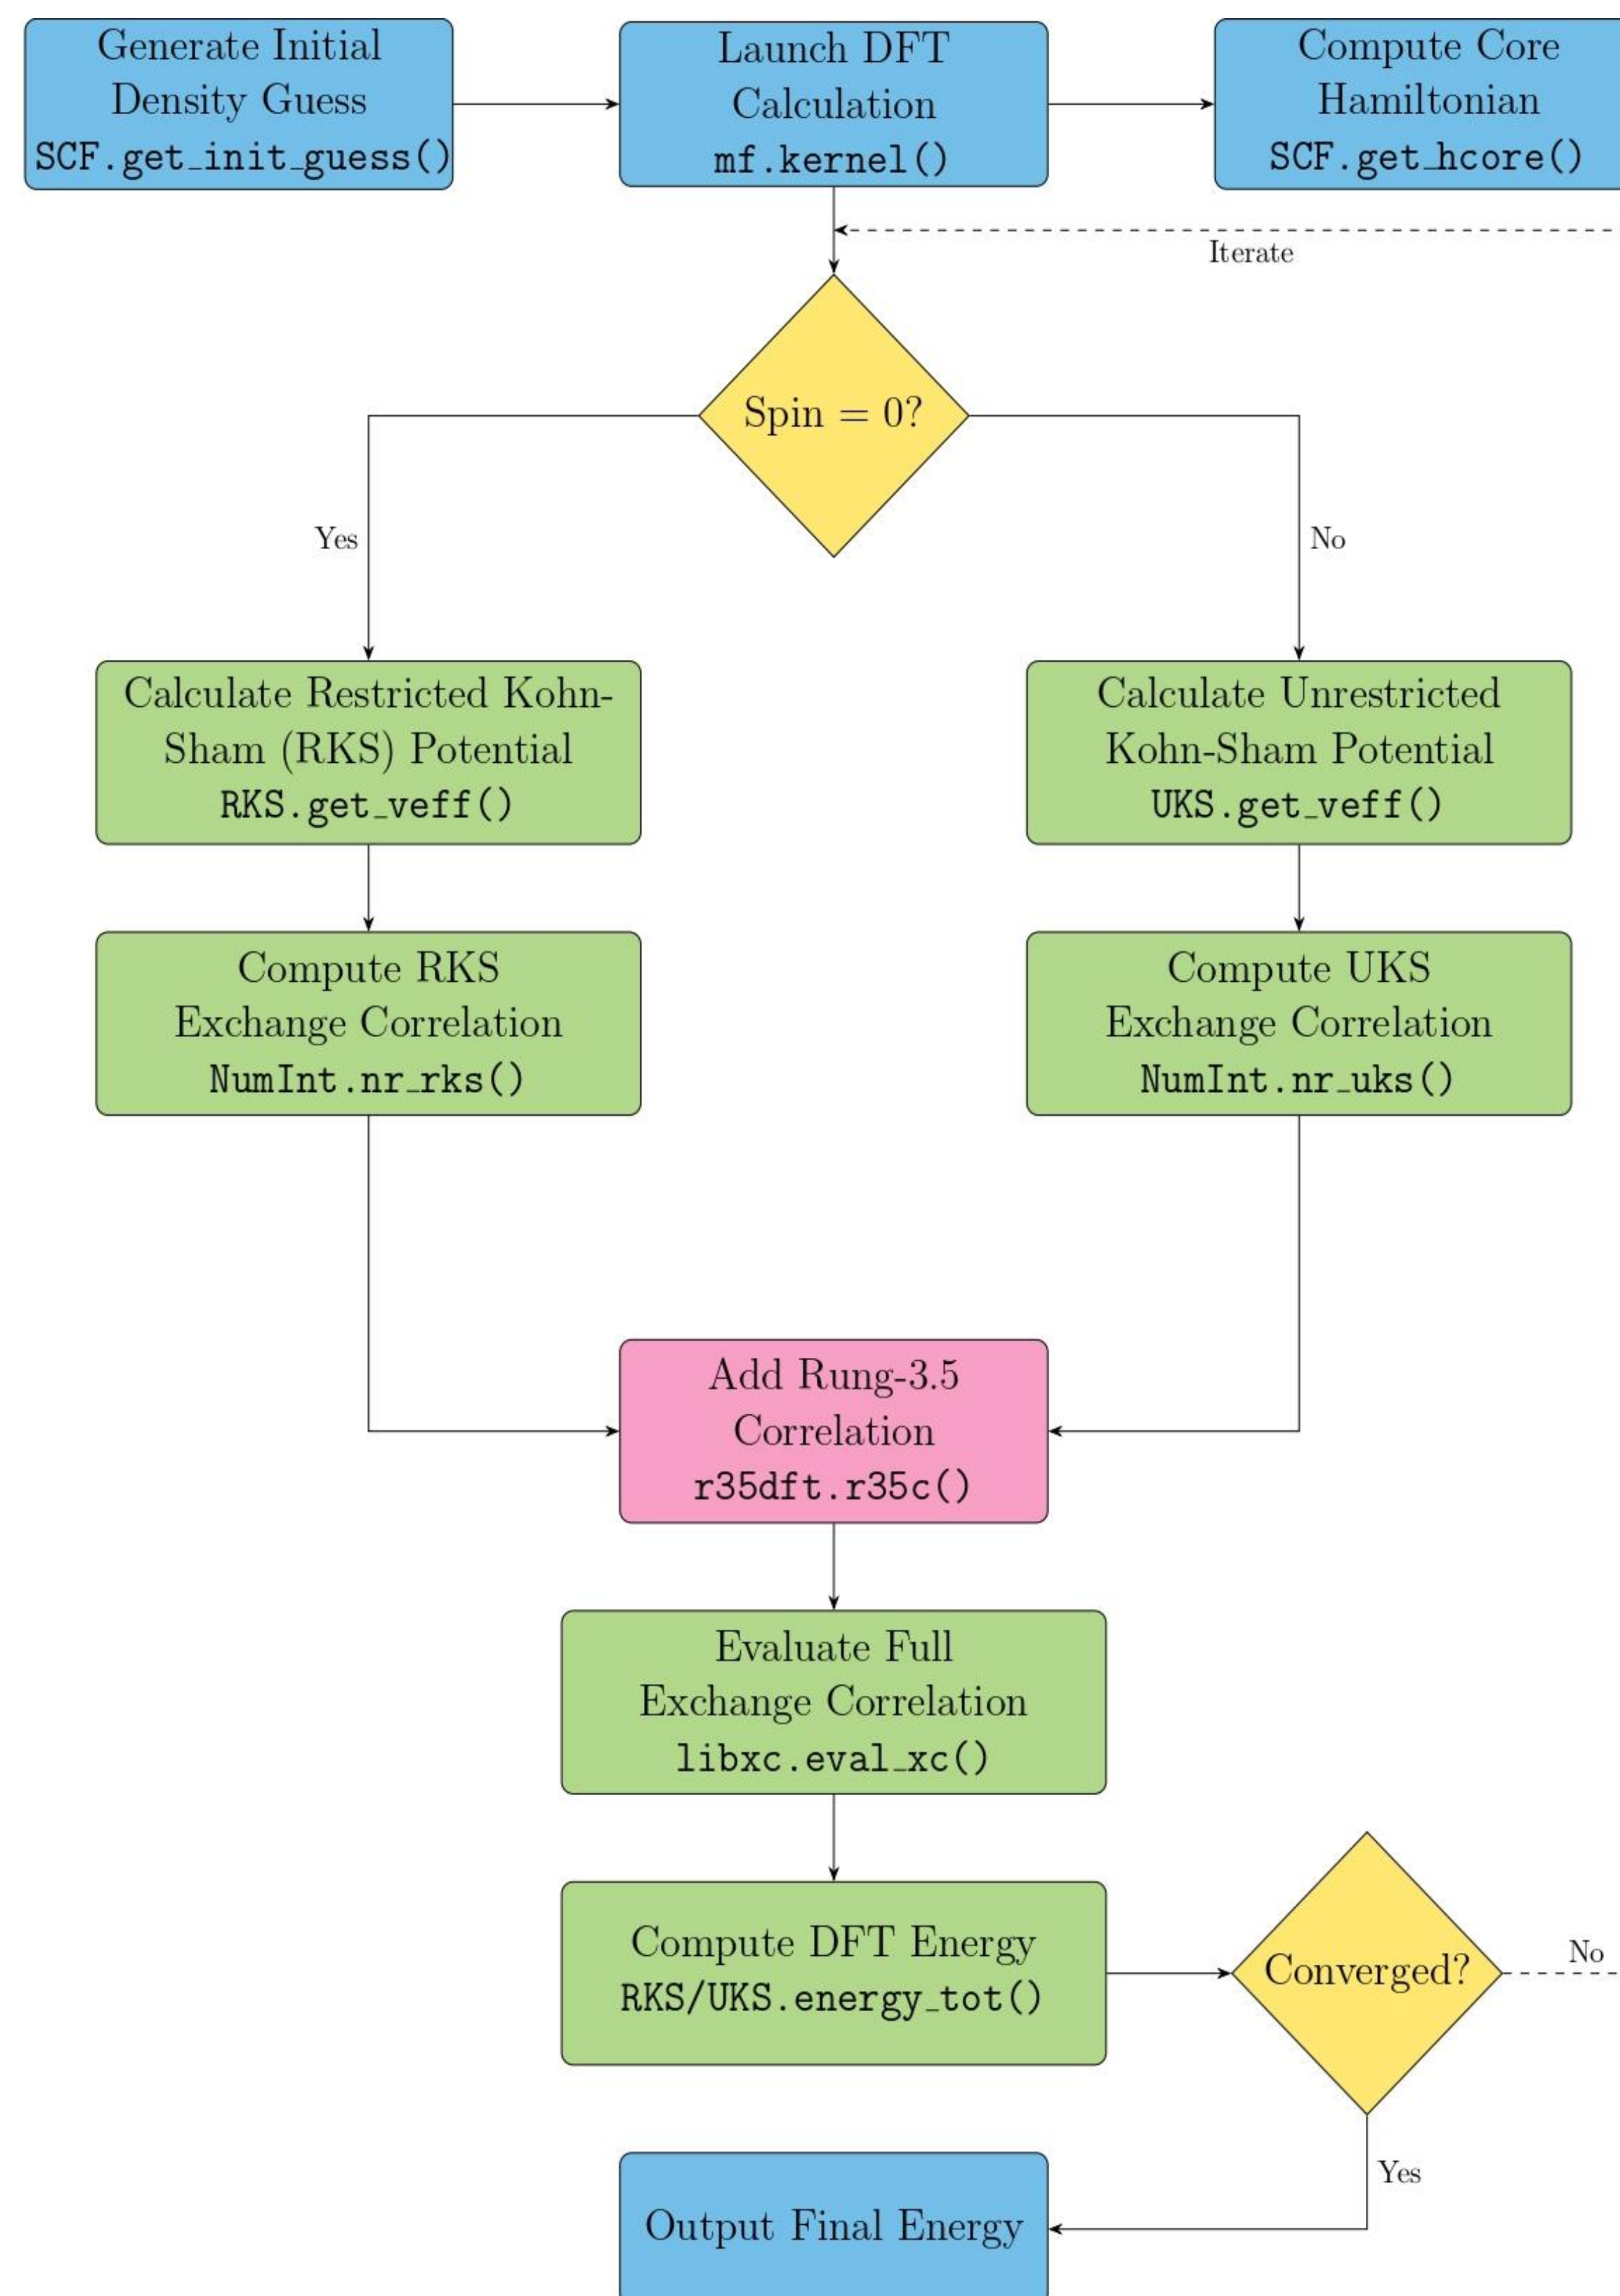 Generate Initial
Density Guess
SCF.get_init_guess()
Launch DFT
Calculation
mf.kernel()
Compute Core
Hamiltonian
SCF.get_hcore()
Iterate
Spin = 0?
Yes
No
Calculate Restricted Kohn-
Sham (RKS) Potential
RKS.get_veff()
Calculate Unrestricted
Kohn-Sham Potential
UKS.get_veff()
Compute RKS
Exchange Correlation
NumInt.nr_rks()
Compute UKS
Exchange Correlation
NumInt.nr_uks()
Add Rung-3.5
Correlation
r35dft.r35c()
Evaluate Full
Exchange Correlation
libxc.eval_xc()
Compute DFT Energy
RKS/UKS.energy_tot()
Converged?
No
Yes
Output Final Energy